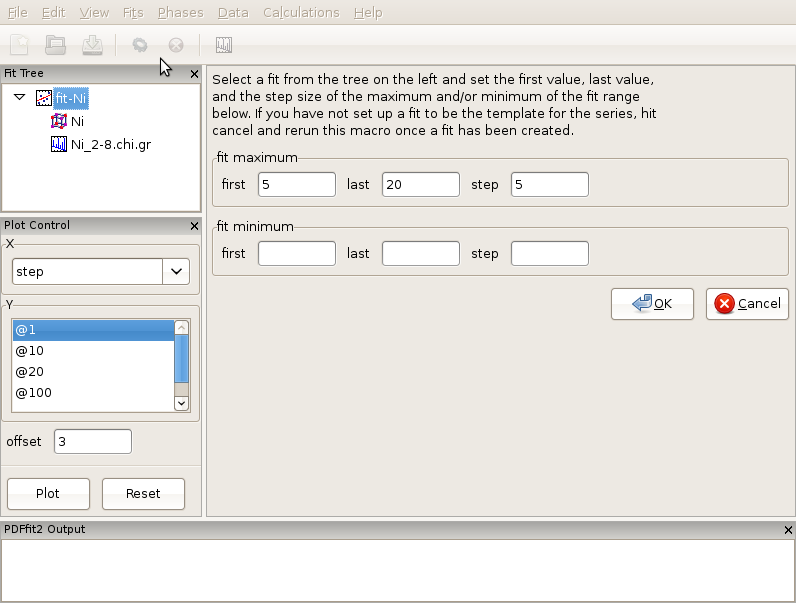 File Edit View Fits Phases Data Calculations Help
Fit Tree
fit-Ni
Ni
Ni_2-8.chi.gr
Select a fit from the tree on the left and set the first value, last value,
and the step size of the maximum and/or minimum of the fit range
below. If you have not set up a fit to be the template for the series, hit
cancel and rerun this macro once a fit has been created.
fit maximum
first 5 last 20 step 5
fit minimum
first last step
OK Cancel
Plot Control
X
step
Y
@1
@10
@20
@100
offset 3
Plot Reset
PDFfit2 Output